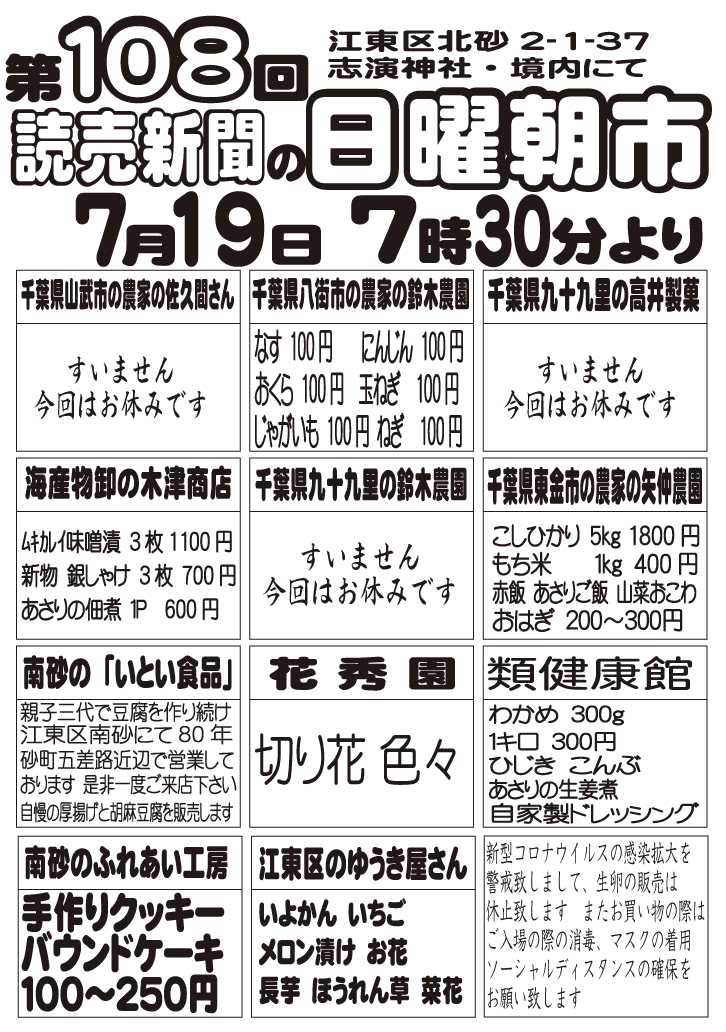 第108回
江東区北砂 2-1-37
志演神社・境内にて
読売新聞の日曜朝市
7月19日 7時30分より
千葉県山武市の農家の佐久間さん
すいません
今回はお休みです
千葉県八街市の農家の鈴木農園
なす 100円 にんじん 100円
おくら 100円 玉ねぎ 100円
じゃがいも 100円 ねぎ 100円
千葉県九十九里の高井製菓
すいません
今回はお休みです
海産物卸の木津商店
ムキカレイ味噌漬 3枚 1100円
新物 銀しゃけ 3枚 700円
あさりの佃煮 1P 600円
千葉県九十九里の鈴木農園
すいません
今回はお休みです
千葉県東金市の農家の矢仲農園
こしひかり 5kg 1800円
もち米 1kg 400円
赤飯 あさりご飯 山菜おこわ
おはぎ 200～300円
南砂の「いとい食品」
親子三代で豆腐を作り続け
江東区南砂にて80年
砂町五差路近辺で営業して
おります 是非一度ご来店下さい
自慢の厚揚げと胡麻豆腐を販売します
花秀園
切り花 色々
類健康館
わかめ 300g
1キロ 300円
ひじき こんぶ
あさりの生姜煮
自家製ドレッシング
南砂のふれあい工房
手作りクッキー
バウンドケーキ
100～250円
江東区のゆうき屋さん
いよかん いちご
メロン漬け お花
長芋 ほうれん草 菜花
新型コロナウイルスの感染拡大を
警戒致しまして、生卵の販売は
休止致します またお買い物の際は
ご入場の際の消毒、マスクの着用
ソーシャルディスタンスの確保を
お願い致します